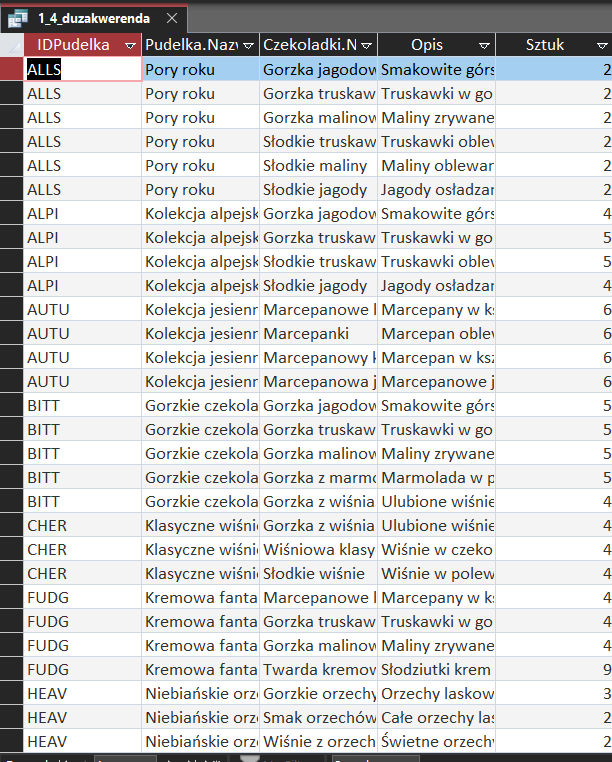 1_4_duzakwerenda
IDPudelka Pudelka.Nazv Czekoladki.N Opis Sztuk
ALLS Pory roku Gorzka jagodow Smakowite górs 2
ALLS Pory roku Gorzka truskaw Truskawki w go 2
ALLS Pory roku Gorzka malinow Maliny zrywane 2
ALLS Pory roku Słodkie truskaw Truskawki oblev 2
ALLS Pory roku Słodkie maliny Maliny oblewar 2
ALLS Pory roku Słodkie jagody Jagody osładzar 2
ALPI Kolekcja alpejsk Gorzka jagodow Smakowite górs 4
ALPI Kolekcja alpejsk Gorzka truskaw Truskawki w go 5
ALPI Kolekcja alpejsk Słodkie truskaw Truskawki oblev 5
ALPI Kolekcja alpejsk Słodkie jagody Jagody osładzar 4
AUTU Kolekcja jesienn Marcepanowe Marcepany w ks 6
AUTU Kolekcja jesienn Marcepanki Marcepan oblev 6
AUTU Kolekcja jesienn Marcepanowy k Marcepan w ksz 6
AUTU Kolekcja jesienn Marcepanowa j Marcepanowe j 6
BITT Gorzkie czekola Gorzka jagodow Smakowite górs 5
BITT Gorzkie czekola Gorzka truskaw Truskawki w go 5
BITT Gorzkie czekola Gorzka malinow Maliny zrywane 5
BITT Gorzkie czekola Gorzka z marmo Marmolada w p 5
BITT Gorzkie czekola Gorzka z wiśnia Ulubione wiśnie 4
CHER Klasyczne wiśni Gorzka z wiśnia Ulubione wiśnie 4
CHER Klasyczne wiśni Wiśniowa klasy Wiśnie w czeko 4
CHER Klasyczne wiśni Słodkie wiśnie Wiśnie w polew 4
FUDG Kremowa fanta Marcepanowe Marcepany w ks 4
FUDG Kremowa fanta Gorzka truskaw Truskawki w go 4
FUDG Kremowa fanta Gorzka malinow Maliny zrywane 4
FUDG Kremowa fanta Twarda kremow Słodziutki krem 9
HEAV Niebiańskie orz Gorzkie orzechy Orzechy laskow 3
HEAV Niebiańskie orz Smak orzechów Całe orzechy las 2
HEAV Niebiańskie orz Wiśnie z orzech Świetne orzechy 2